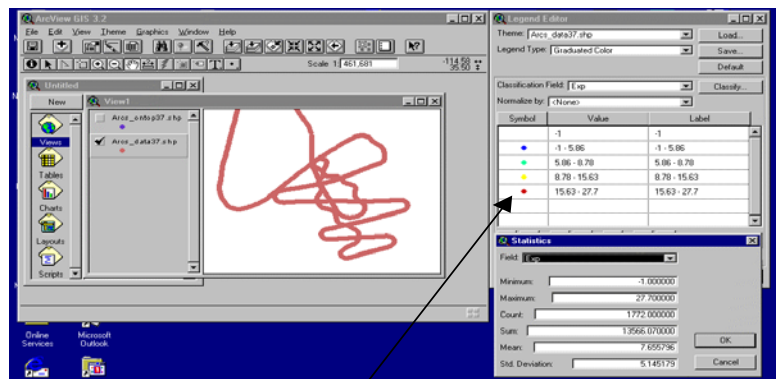 ArcView GIS 3.2
File Edit View Theme Graphics Window Help
Scale 1: 461,681
-114.58
35.50
Untitled
New
Views
Tables
Charts
Layouts
Scripts
View1
Arcs_ontop37.shp
Arcs_data37.shp
Online Services
Microsoft Outlook
Legend Editor
Theme: Arcs_data37.shp
Load...
Legend Type: Graduated Color
Save...
Default
Classification Field: Exp
Classify...
Normalize by: <None>
Symbol Value Label
-1 -1
-1 - 5.86 -1 - 5.86
5.86 - 8.78 5.86 - 8.78
8.78 - 15.63 8.78 - 15.63
15.63 - 27.7 15.63 - 27.7
Statistics
Field: Exp
Minimum: -1.000000
Maximum: 27.700000
Count: 1772.000000
Sum: 13566.070000
Mean: 7.655796
Std. Deviation: 5.145179
OK
Cancel